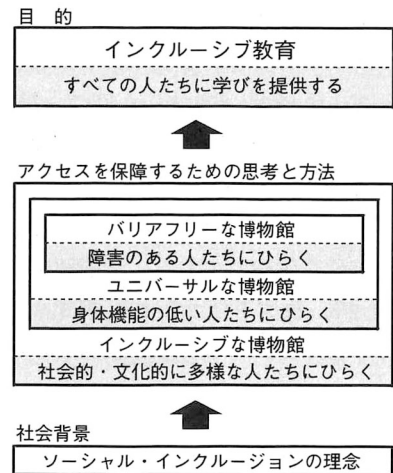 目　的
インクルーシブ教育
すべての人たちに学びを提供する
アクセスを保障するための思考と方法
バリアフリーな博物館
障害のある人たちにひらく
ユニバーサルな博物館
身体機能の低い人たちにひらく
インクルーシブな博物館
社会的・文化的に多様な人たちにひらく
社会背景
ソーシャル・インクルージョンの理念